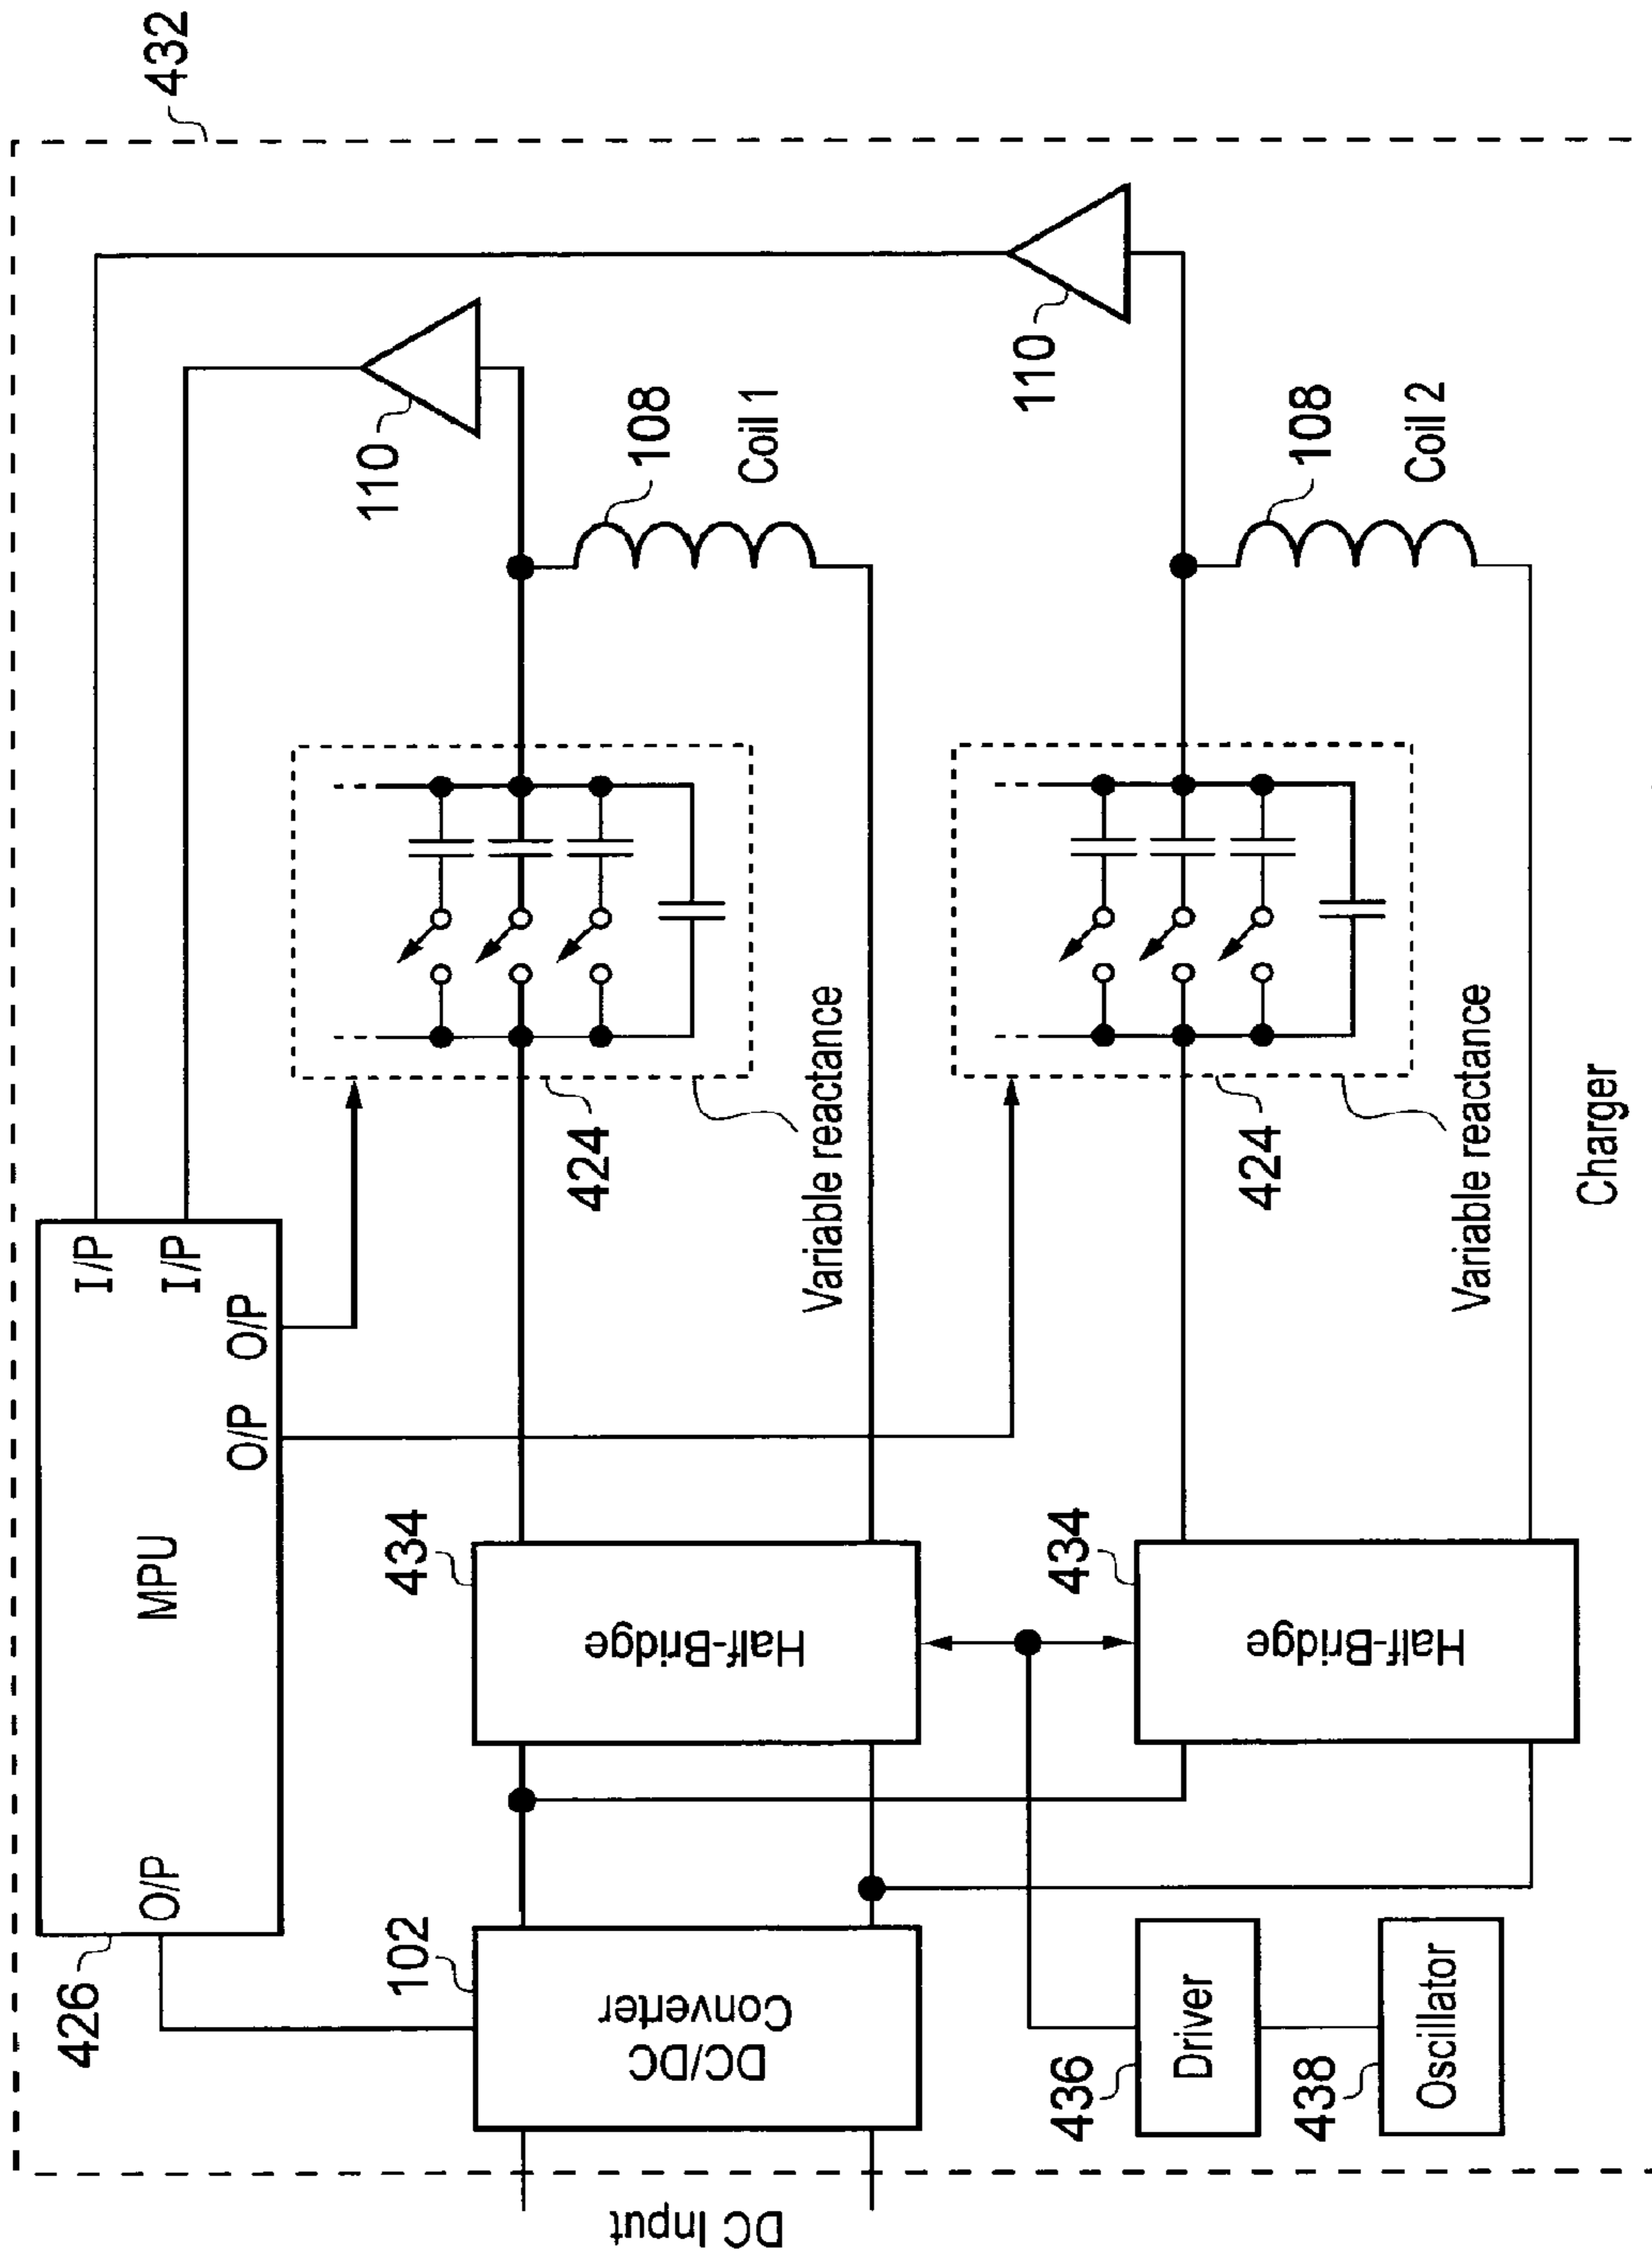 432
426
MPU
O/P
O/P
O/P
I/P
I/P
110
110
102
DC/DC
Converter
434
Half-Bridge
424
Variable reactance
108
Coil 1
DC Input
434
Half-Bridge
424
Variable reactance
108
Coil 2
436
Driver
438
Oscillator
Charger